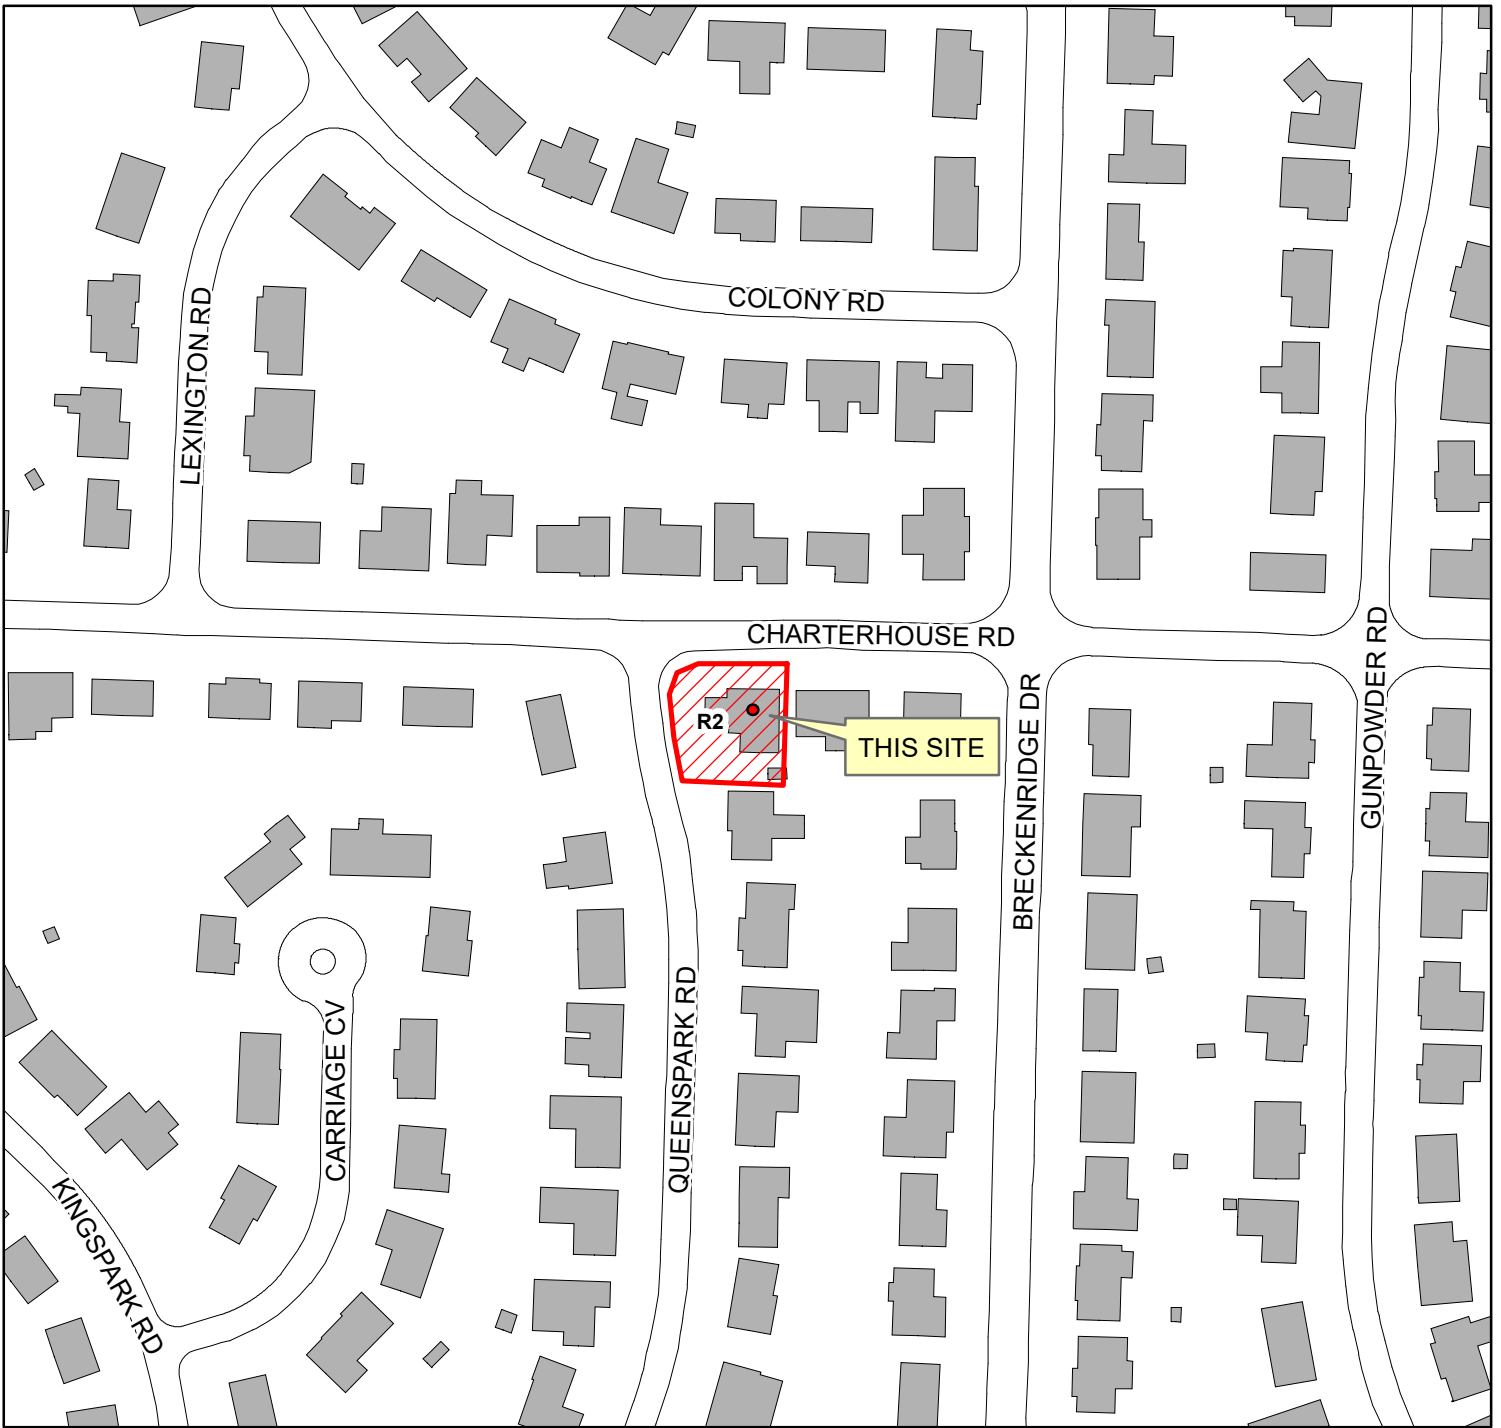 COLONY RD
LEXINGTON RD
CHARTERHOUSE RD
GUNPOWDER RD
BRECKENRIDGE DR
R2
THIS SITE
QUEENSPARK RD
CARRIAGE CV
KINGSPARK RD